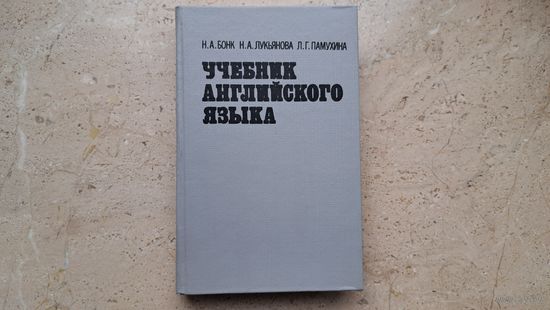 Н.А.БОНК Н.А.ЛУКЬЯНОВА Л.Г.ПАМУХИНА
УЧЕБНИК
АНГЛИЙСКОГО
ЯЗЫКА